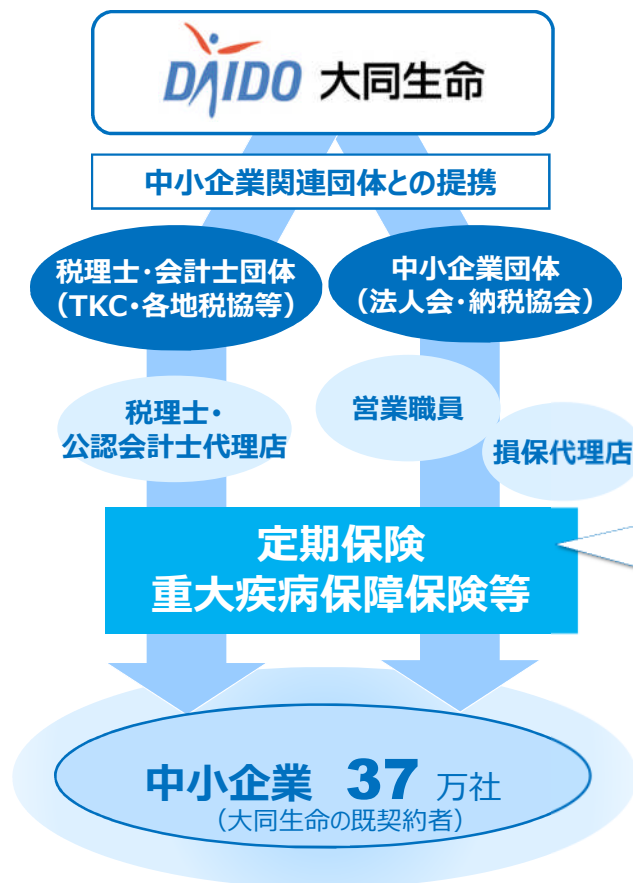 DAIDO 大同生命
中小企業関連団体との提携
税理士・会計士団体
（TKC・各地税協等）
中小企業団体
（法人会・納税協会）
税理士・
公認会計士代理店
営業職員
損保代理店
定期保険
重大疾病保障保険等
中小企業 37 万社
（大同生命の既契約者）